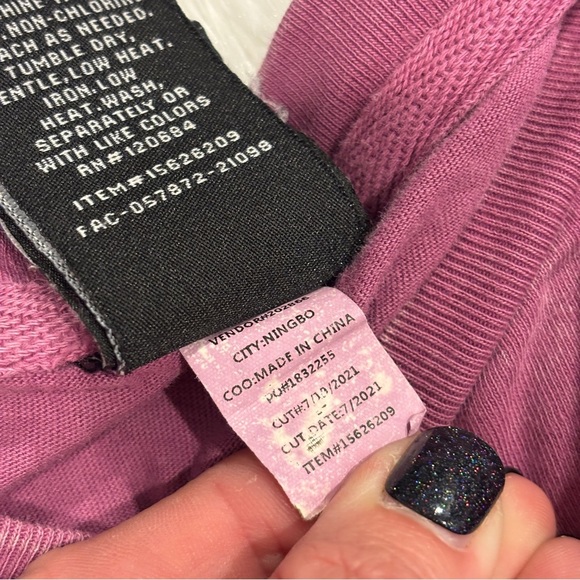 NON-CHLORINE
AS NEEDED.
TUMBLE DRY,
GENTLE,LOW HEAT.
IRON,LOW
HEAT,WASH,
SEPARATELY OR
WITH LIKE COLORS
RN#120684
ITEM#15626209
FAC-057872-21098
CITY:NINGBO
COO:MADE IN CHINA
PO#1832255
CUT#:7/10/2021
CUT DATE:7/2021
ITEM#15626209